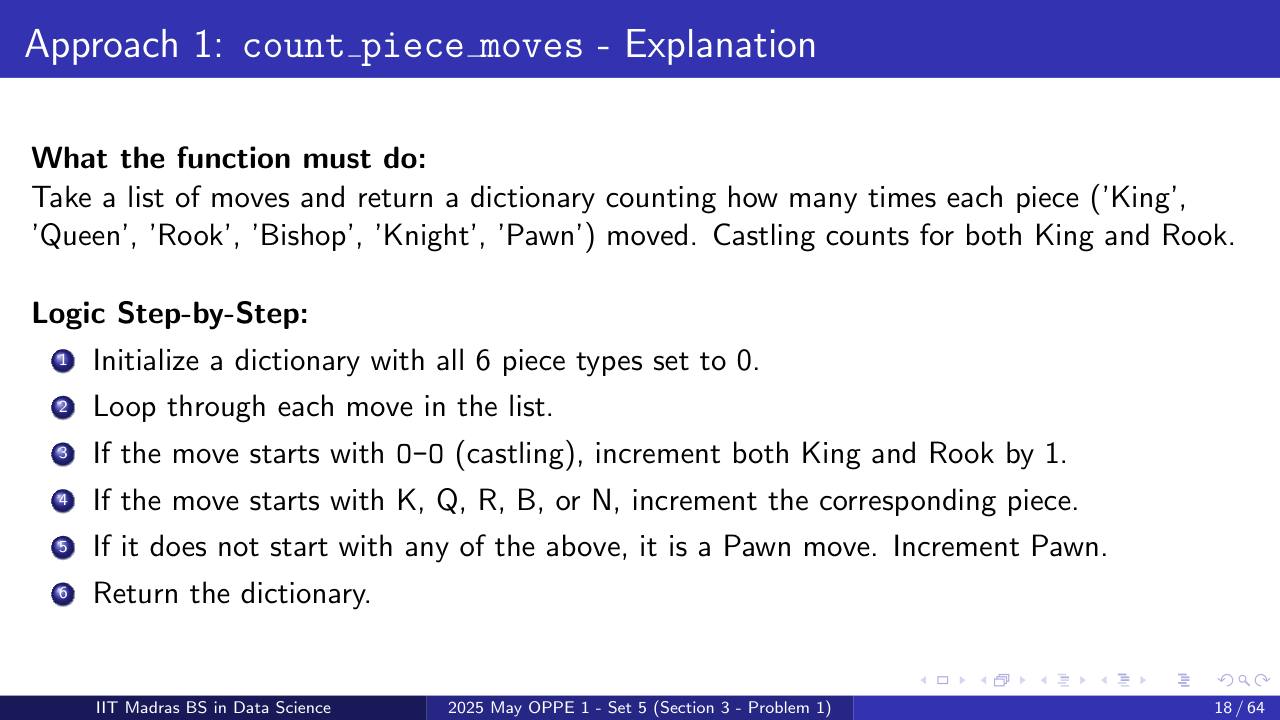 Approach 1: count_piece_moves - Explanation
What the function must do:
Take a list of moves and return a dictionary counting how many times each piece ('King',
'Queen', 'Rook', 'Bishop', 'Knight', 'Pawn') moved. Castling counts for both King and Rook.
Logic Step-by-Step:
1 Initialize a dictionary with all 6 piece types set to 0.
2 Loop through each move in the list.
3 If the move starts with O-O (castling), increment both King and Rook by 1.
4 If the move starts with K, Q, R, B, or N, increment the corresponding piece.
5 If it does not start with any of the above, it is a Pawn move. Increment Pawn.
6 Return the dictionary.
IIT Madras BS in Data Science 2025 May OPPE 1 - Set 5 (Section 3 - Problem 1) 18 / 64